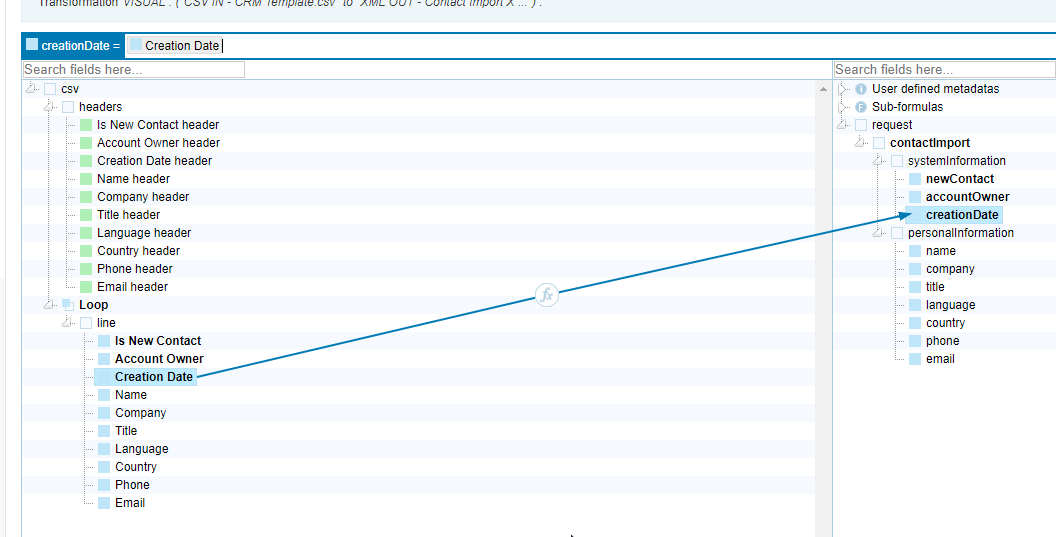 Transformation VISUAL : ( "CSV IN - CRM Template.csv" to "XML OUT - Contact Import X ..." ) .
creationDate = Creation Date
Search fields here...
csv
headers
Is New Contact header
Account Owner header
Creation Date header
Name header
Company header
Title header
Language header
Country header
Phone header
Email header
Loop
line
Is New Contact
Account Owner
Creation Date
Name
Company
Title
Language
Country
Phone
Email
fx
Search fields here...
i User defined metadatas
F Sub-formulas
request
contactImport
systemInformation
newContact
accountOwner
creationDate
personalInformation
name
company
title
language
country
phone
email